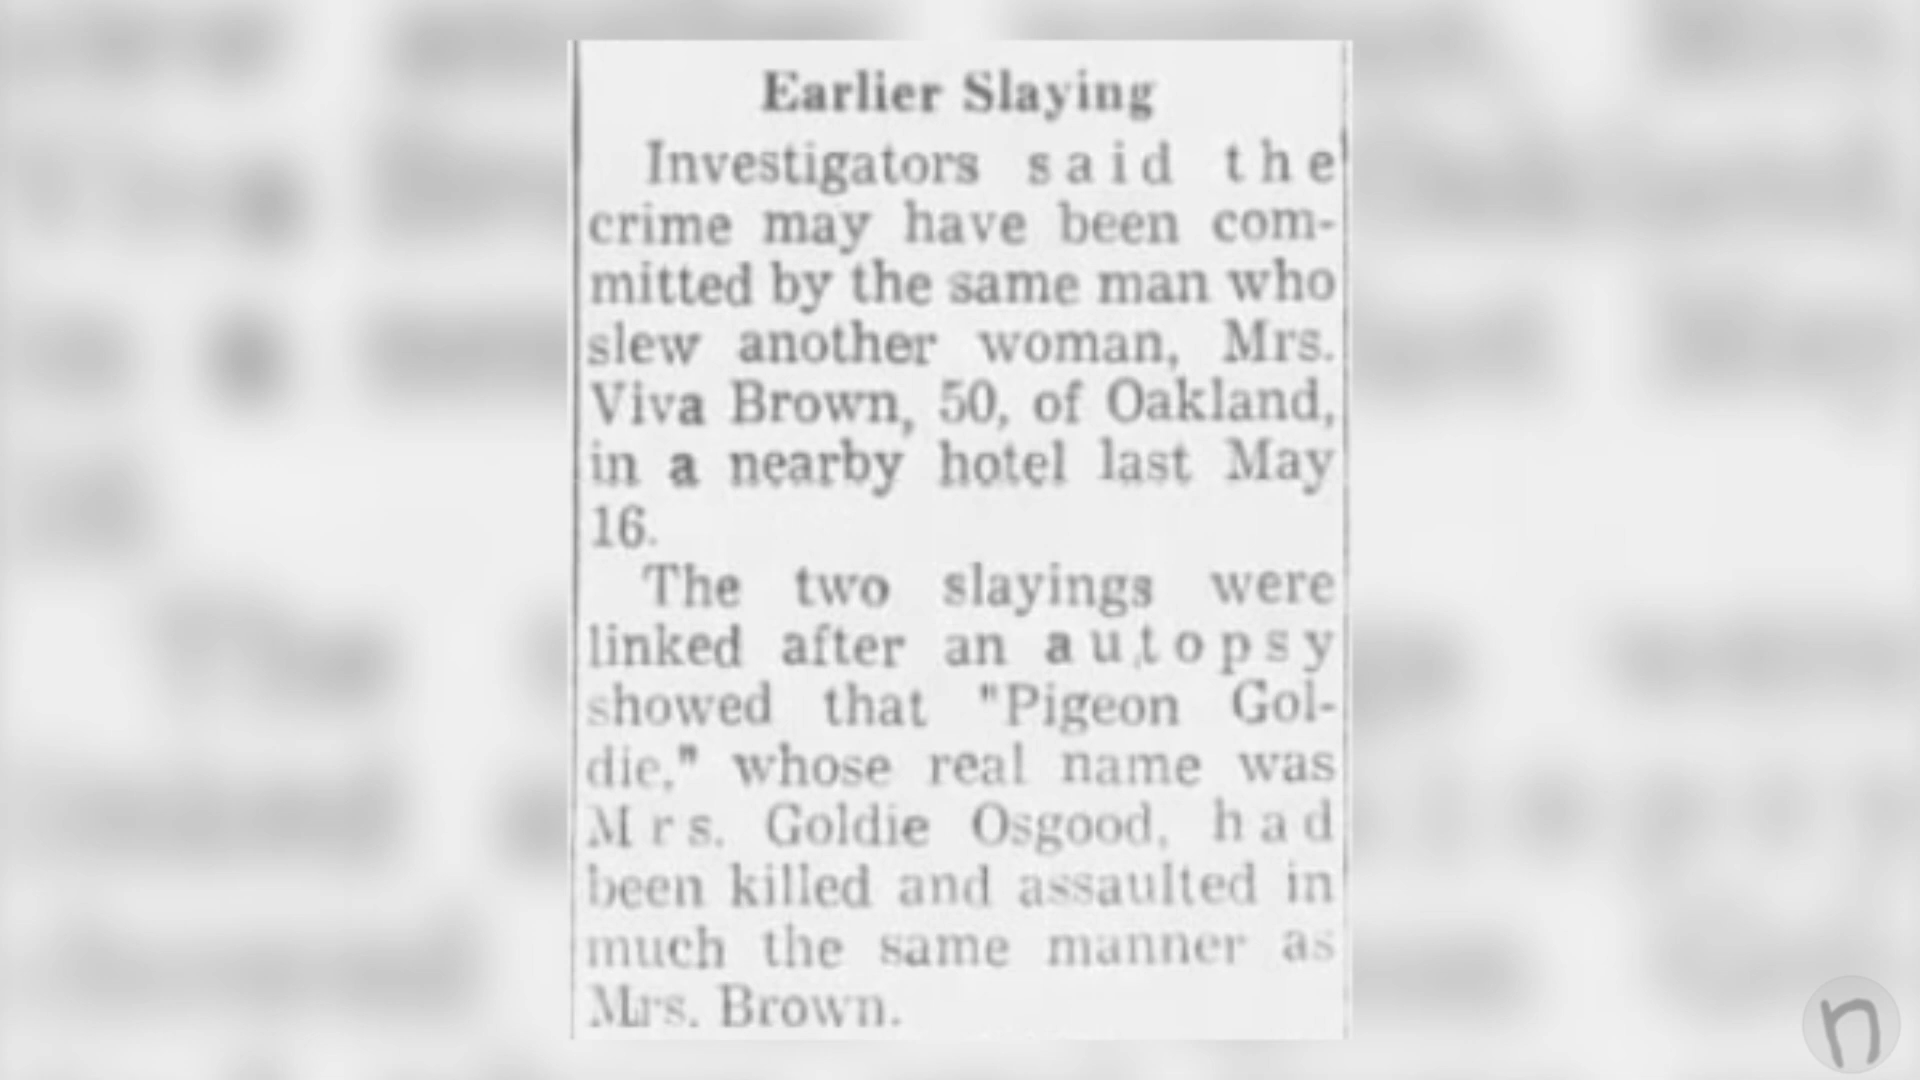 Earlier Slaying
Investigators said the
crime may have been com-
mitted by the same man who
slew another woman, Mrs.
Viva Brown, 50, of Oakland,
in a nearby hotel last May
16.
The two slayings were
linked after an autopsy
showed that "Pigeon Gol-
die," whose real name was
Mrs. Goldie Osgood, had
been killed and assaulted in
much the same manner as
Mrs. Brown.
n